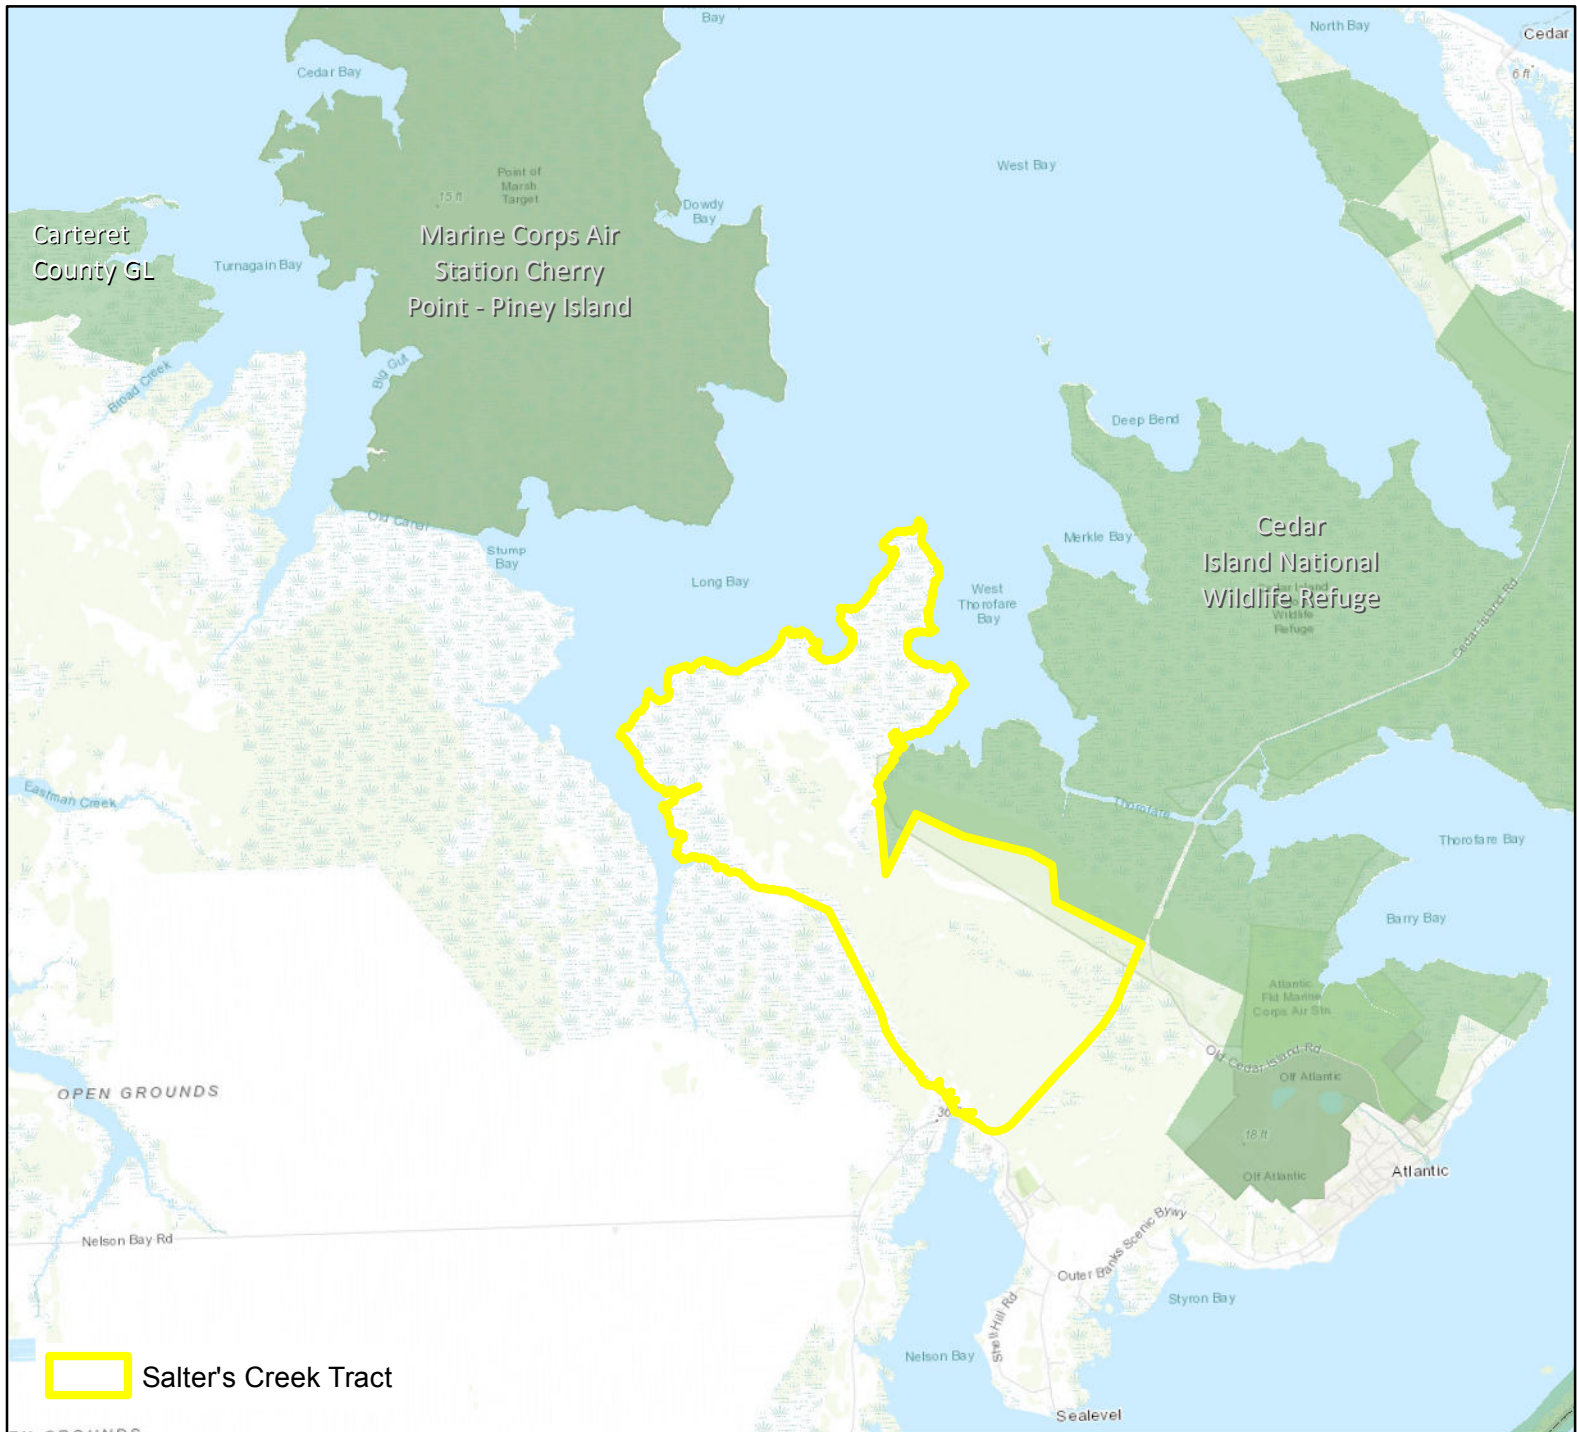 Bay
North Bay
Cedar
6 ft
Cedar Bay
West Bay
Point of
Marsh
Target
15 ft
Dowdy
Bay
Carteret
County GL
Marine Corps Air
Station Cherry
Point - Piney Island
Turnagain Bay
Big Gut
Broad Creek
Deep Bend
Old Canal
Stump
Bay
Merkle Bay
Cedar
Island National
Wildlife Refuge
Wildlife
Refuge
Long Bay
West
Thorofare
Bay
Cedar Island Rd
Eastman Creek
Thorofare
Thorofare Bay
Barry Bay
Atlantic
Fld Marine
Corps Air Stn
Old Cedar Island Rd
Olf Atlantic
OPEN GROUNDS
18 ft
Olf Atlantic
Atlantic
Nelson Bay Rd
Outer Banks Scenic Bywy
Shell Hill Rd
Styron Bay
Nelson Bay
Salter's Creek Tract
Sealevel